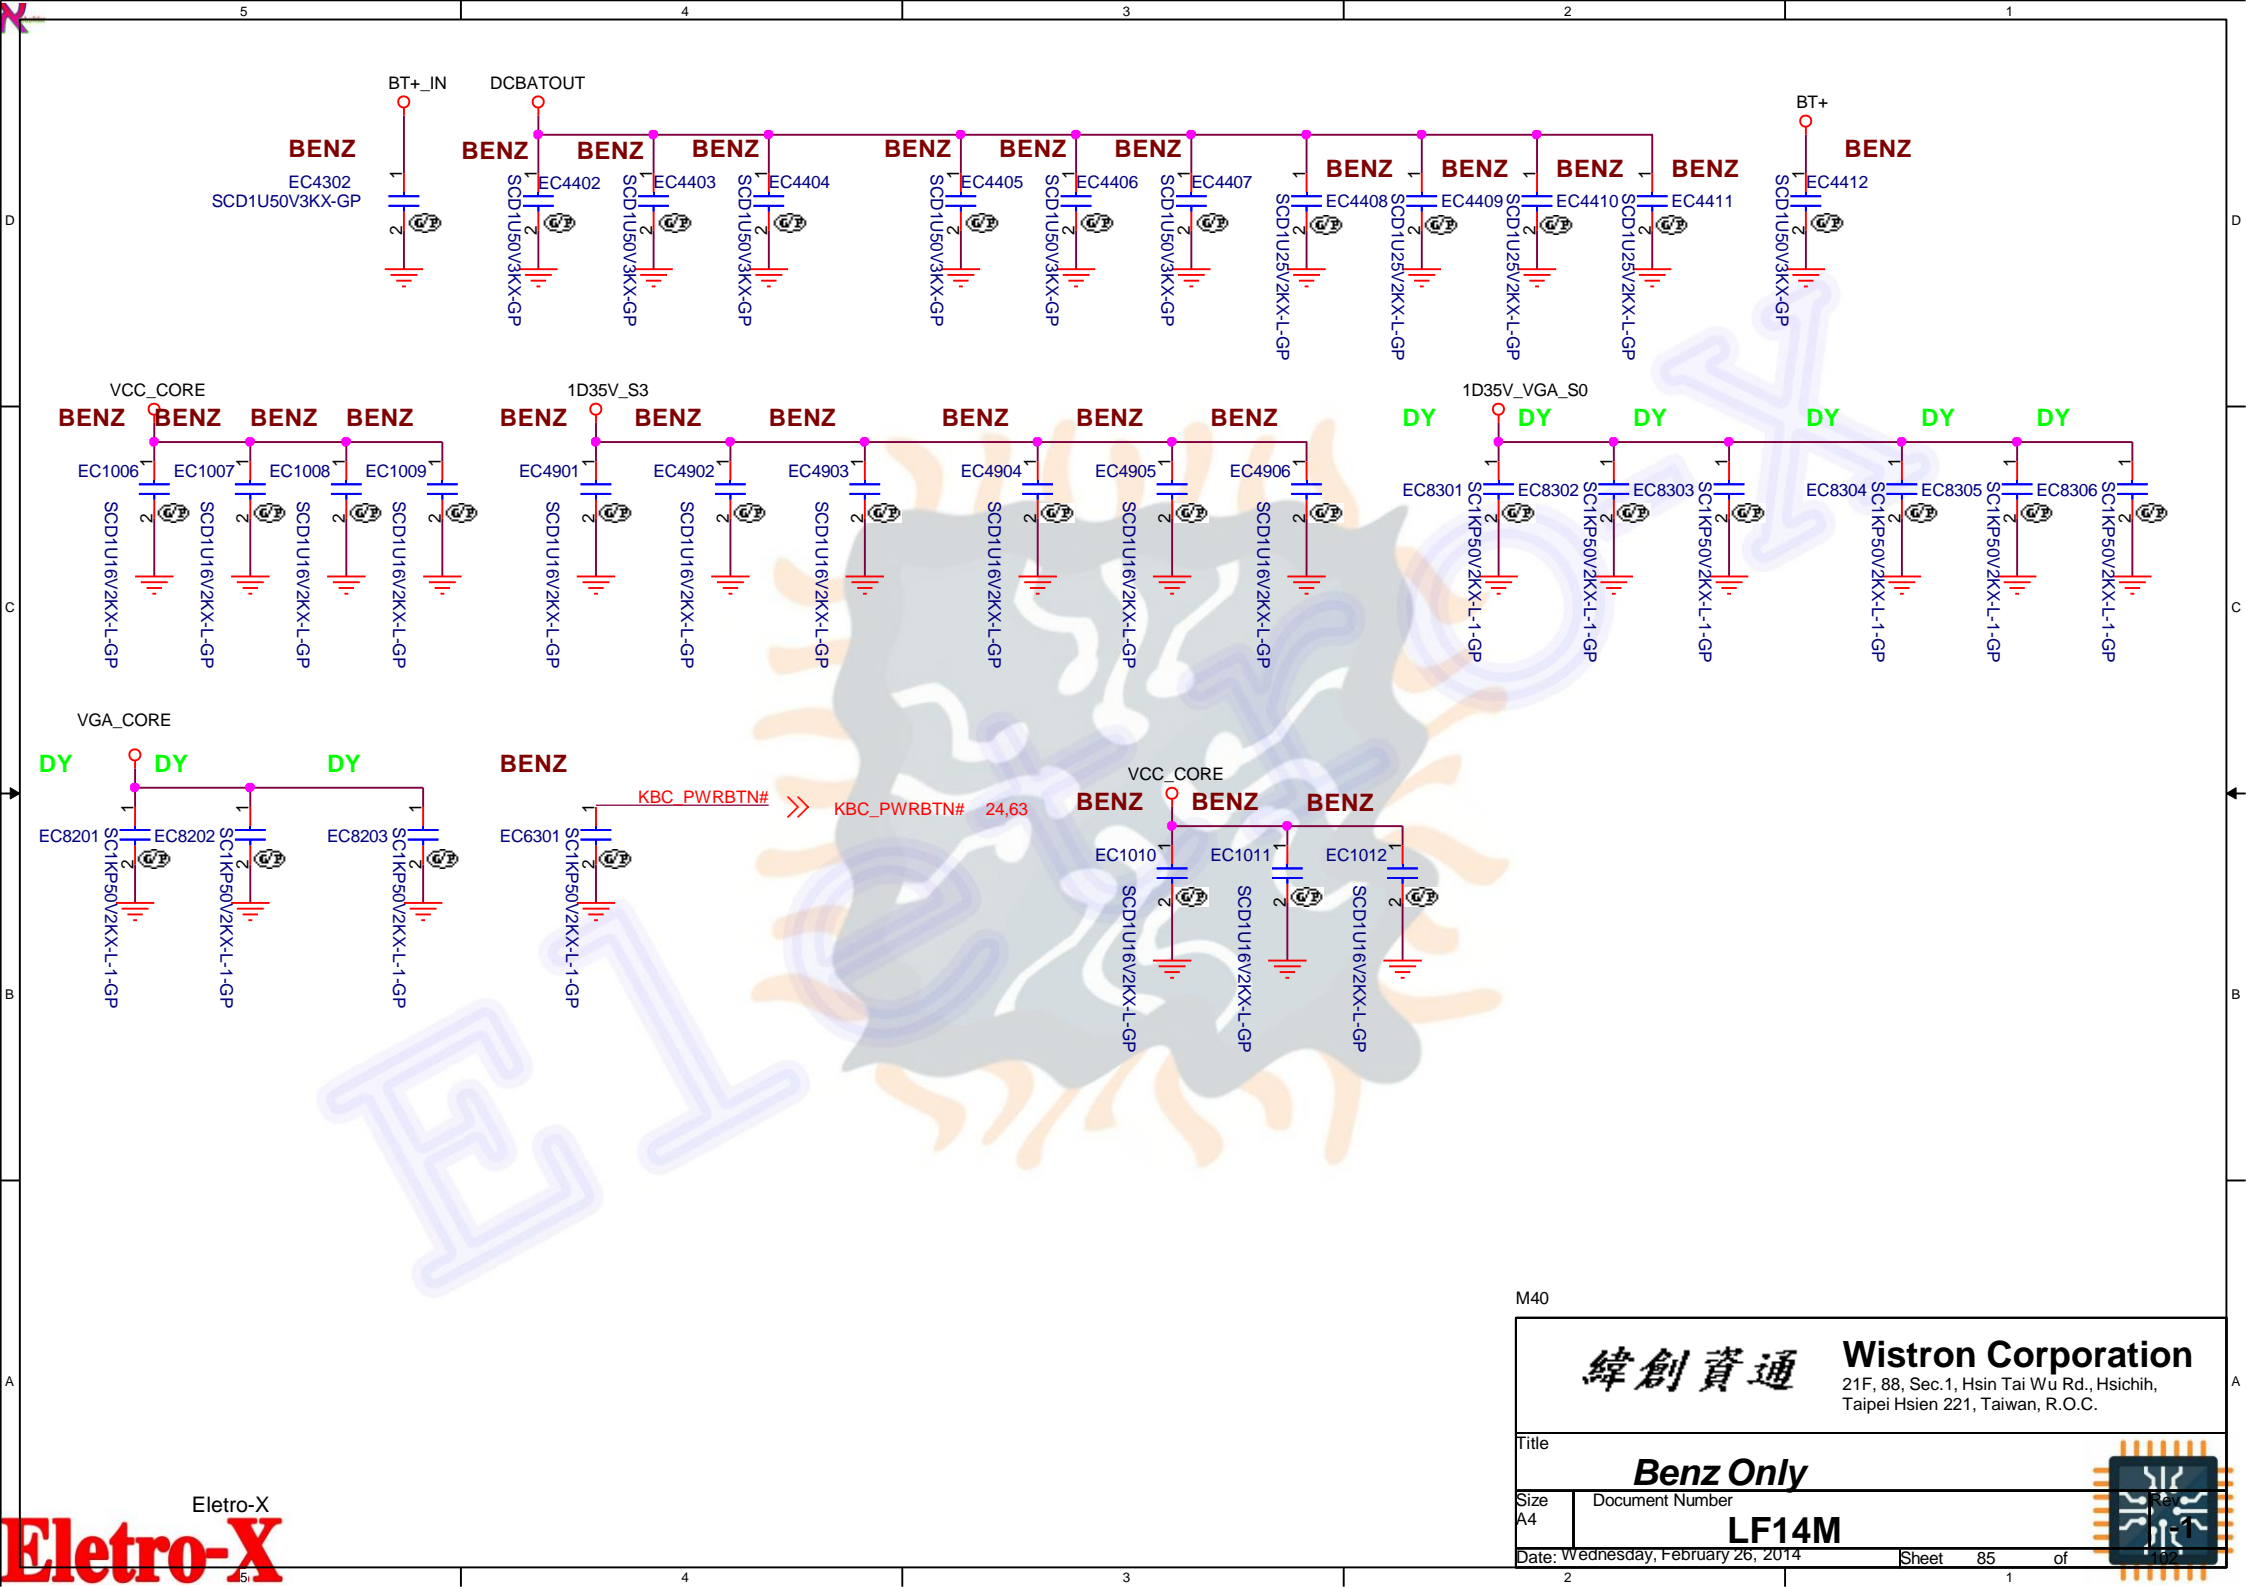 5 4 3 2 1
BT+_IN DCBATOUT BT+
BENZ BENZ BENZ BENZ BENZ BENZ BENZ BENZ BENZ BENZ BENZ BENZ
EC4302
SCD1U50V3KX-GP
EC4402 SCD1U50V3KX-GP
EC4403 SCD1U50V3KX-GP
EC4404 SCD1U50V3KX-GP
EC4405 SCD1U50V3KX-GP
EC4406 SCD1U50V3KX-GP
EC4407 SCD1U50V3KX-GP
EC4408 SCD1U25V2KX-L-GP
EC4409 SCD1U25V2KX-L-GP
EC4410 SCD1U25V2KX-L-GP
EC4411 SCD1U25V2KX-L-GP
EC4412 SCD1U50V3KX-GP
D D
VCC_CORE 1D35V_S3 1D35V_VGA_S0
BENZ BENZ BENZ BENZ BENZ BENZ BENZ BENZ BENZ BENZ DY DY DY DY DY DY
EC1006 SCD1U16V2KX-L-GP
EC1007 SCD1U16V2KX-L-GP
EC1008 SCD1U16V2KX-L-GP
EC1009 SCD1U16V2KX-L-GP
EC4901 SCD1U16V2KX-L-GP
EC4902 SCD1U16V2KX-L-GP
EC4903 SCD1U16V2KX-L-GP
EC4904 SCD1U16V2KX-L-GP
EC4905 SCD1U16V2KX-L-GP
EC4906 SCD1U16V2KX-L-GP
EC8301 SC1KP50V2KX-L-1-GP
EC8302 SC1KP50V2KX-L-1-GP
EC8303 SC1KP50V2KX-L-1-GP
EC8304 SC1KP50V2KX-L-1-GP
EC8305 SC1KP50V2KX-L-1-GP
EC8306 SC1KP50V2KX-L-1-GP
C C
VGA_CORE
DY DY DY BENZ
EC8201 SC1KP50V2KX-L-1-GP
EC8202 SC1KP50V2KX-L-1-GP
EC8203 SC1KP50V2KX-L-1-GP
EC6301 SC1KP50V2KX-L-1-GP
KBC_PWRBTN# KBC_PWRBTN# 24,63
VCC_CORE
BENZ BENZ BENZ
EC1010 SCD1U16V2KX-L-GP
EC1011 SCD1U16V2KX-L-GP
EC1012 SCD1U16V2KX-L-GP
B B
Eletro-X
M40
緯創資通 Wistron Corporation
21F, 88, Sec.1, Hsin Tai Wu Rd., Hsichih,
Taipei Hsien 221, Taiwan, R.O.C.
A A
Title
Benz Only
Size Document Number Rev
A4 LF14M -1
Date: Wednesday, February 26, 2014 Sheet 85 of 102
Eletro-X
Eletro-X
5 4 3 2 1